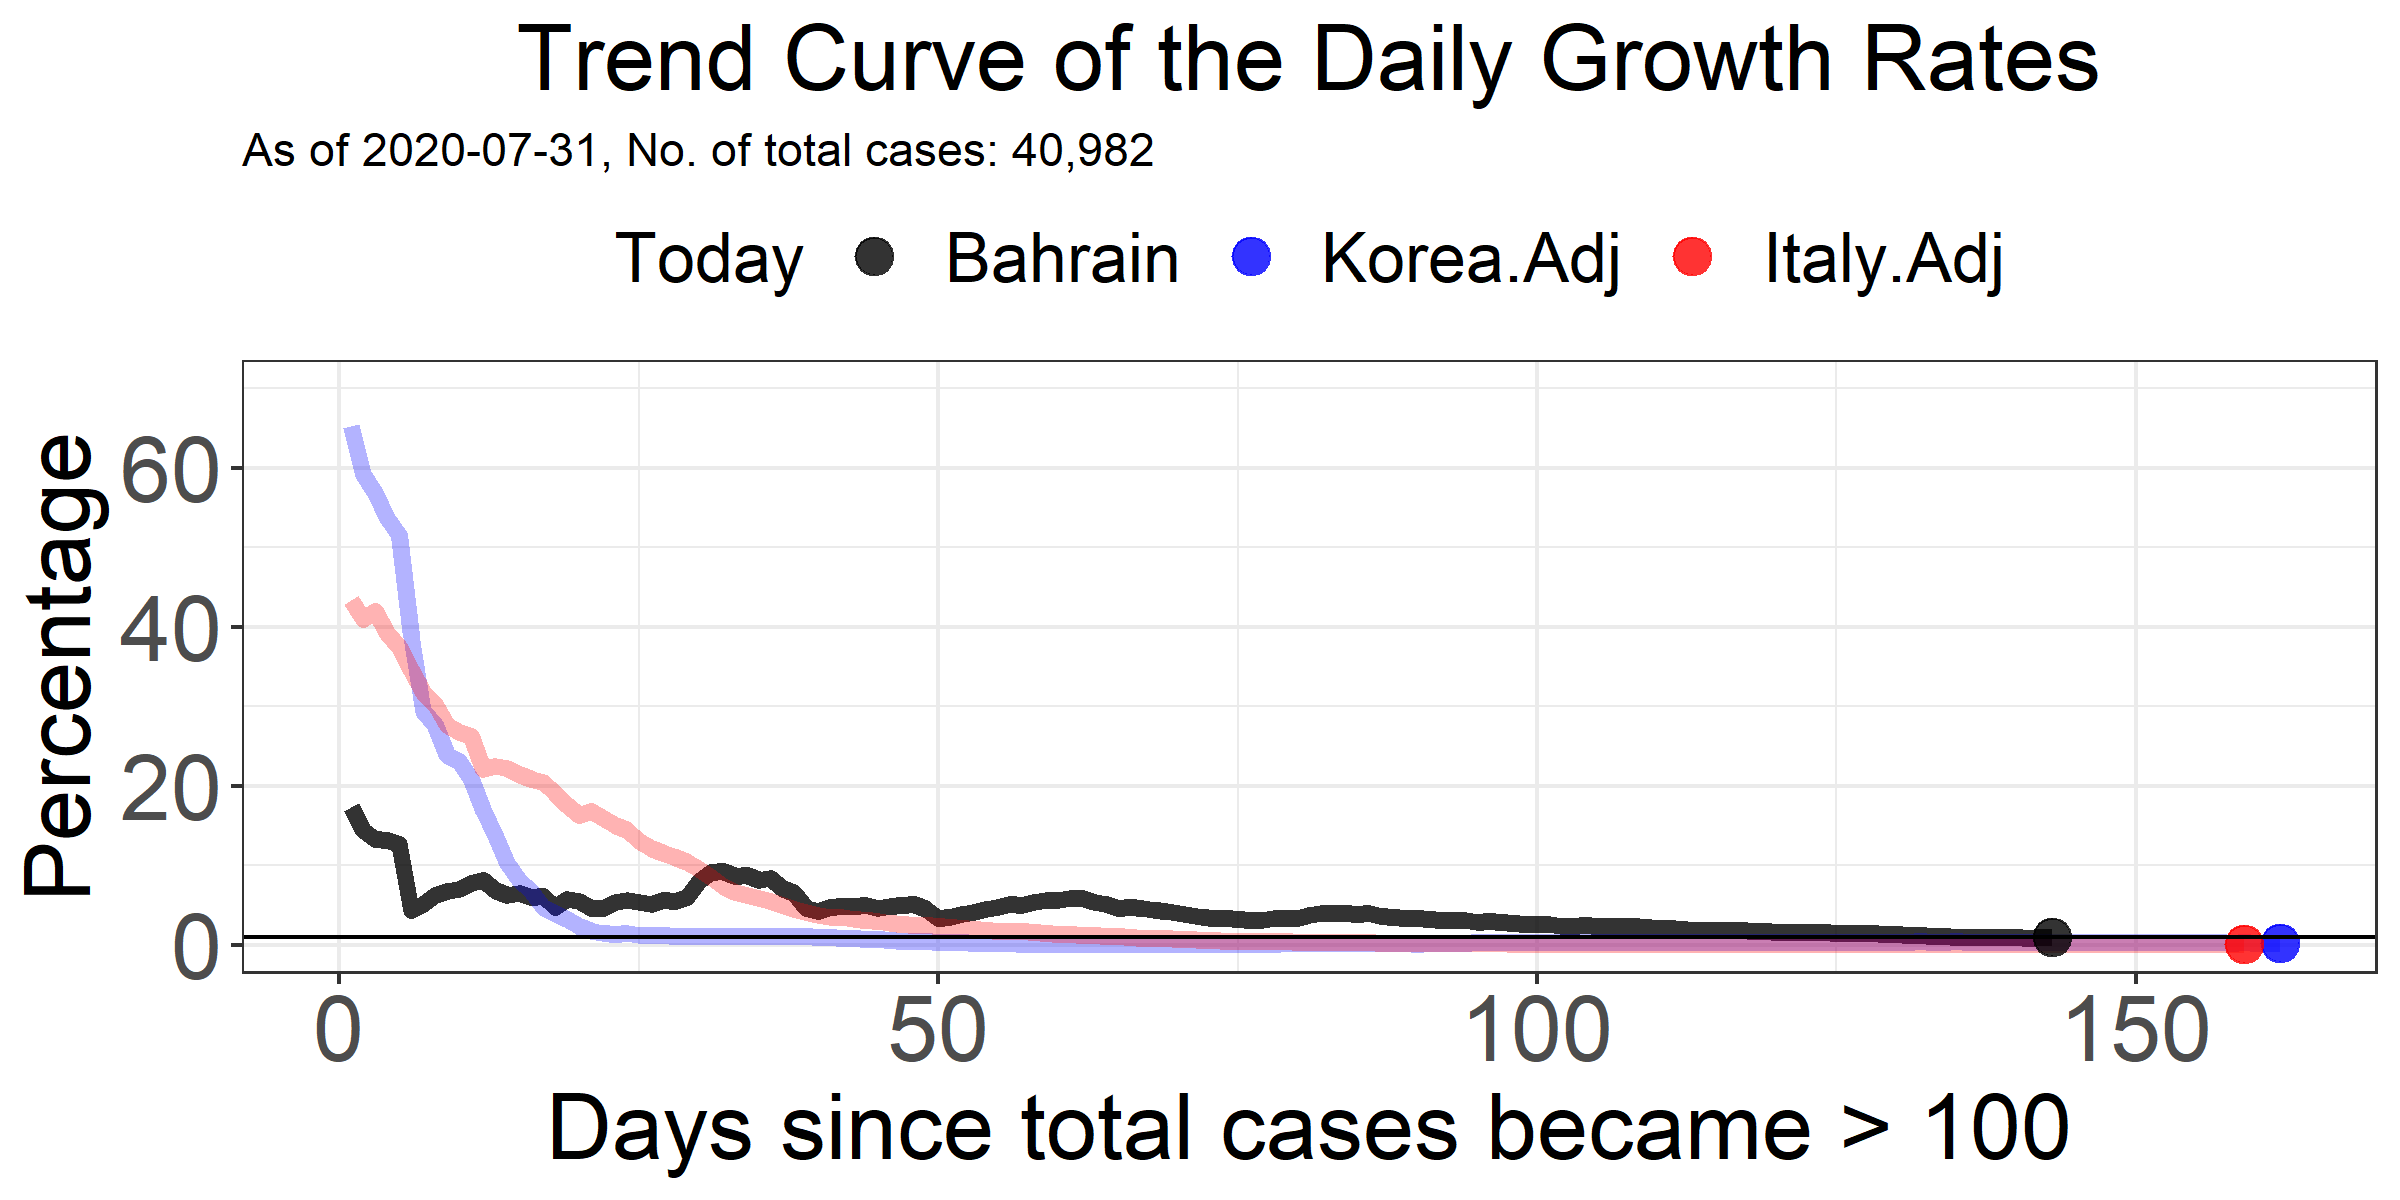 Trend Curve of the Daily Growth Rates
As of 2020-07-31, No. of total cases: 40,982
Today Bahrain Korea.Adj Italy.Adj
Percentage
60
40
20
0
0 50 100 150
Days since total cases became > 100